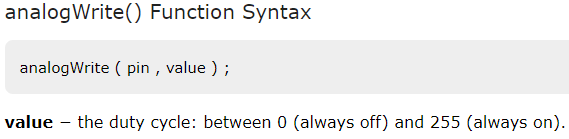 analogWrite() Function Syntax
analogWrite ( pin , value ) ;
value − the duty cycle: between 0 (always off) and 255 (always on).